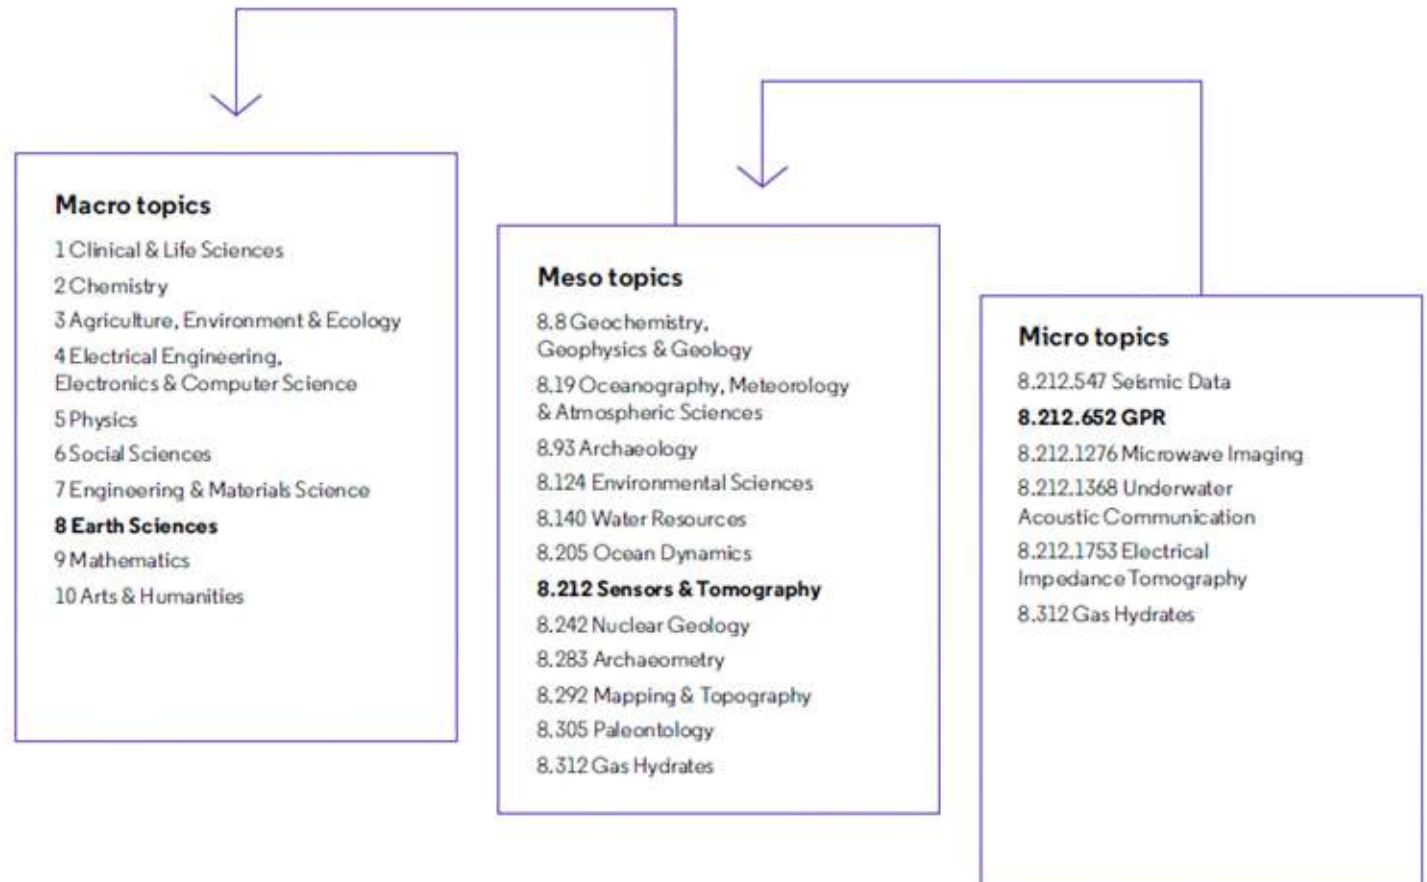 Macro topics
1 Clinical & Life Sciences
2 Chemistry
3 Agriculture, Environment & Ecology
4 Electrical Engineering,
Electronics & Computer Science
5 Physics
6 Social Sciences
7 Engineering & Materials Science
8 Earth Sciences
9 Mathematics
10 Arts & Humanities
Meso topics
8.8 Geochemistry,
Geophysics & Geology
8.19 Oceanography, Meteorology
& Atmospheric Sciences
8.93 Archaeology
8.124 Environmental Sciences
8.140 Water Resources
8.205 Ocean Dynamics
8.212 Sensors & Tomography
8.242 Nuclear Geology
8.283 Archaeometry
8.292 Mapping & Topography
8.305 Paleontology
8.312 Gas Hydrates
Micro topics
8.212.547 Seismic Data
8.212.652 GPR
8.212.1276 Microwave Imaging
8.212.1368 Underwater
Acoustic Communication
8.212.1753 Electrical
Impedance Tomography
8.312 Gas Hydrates